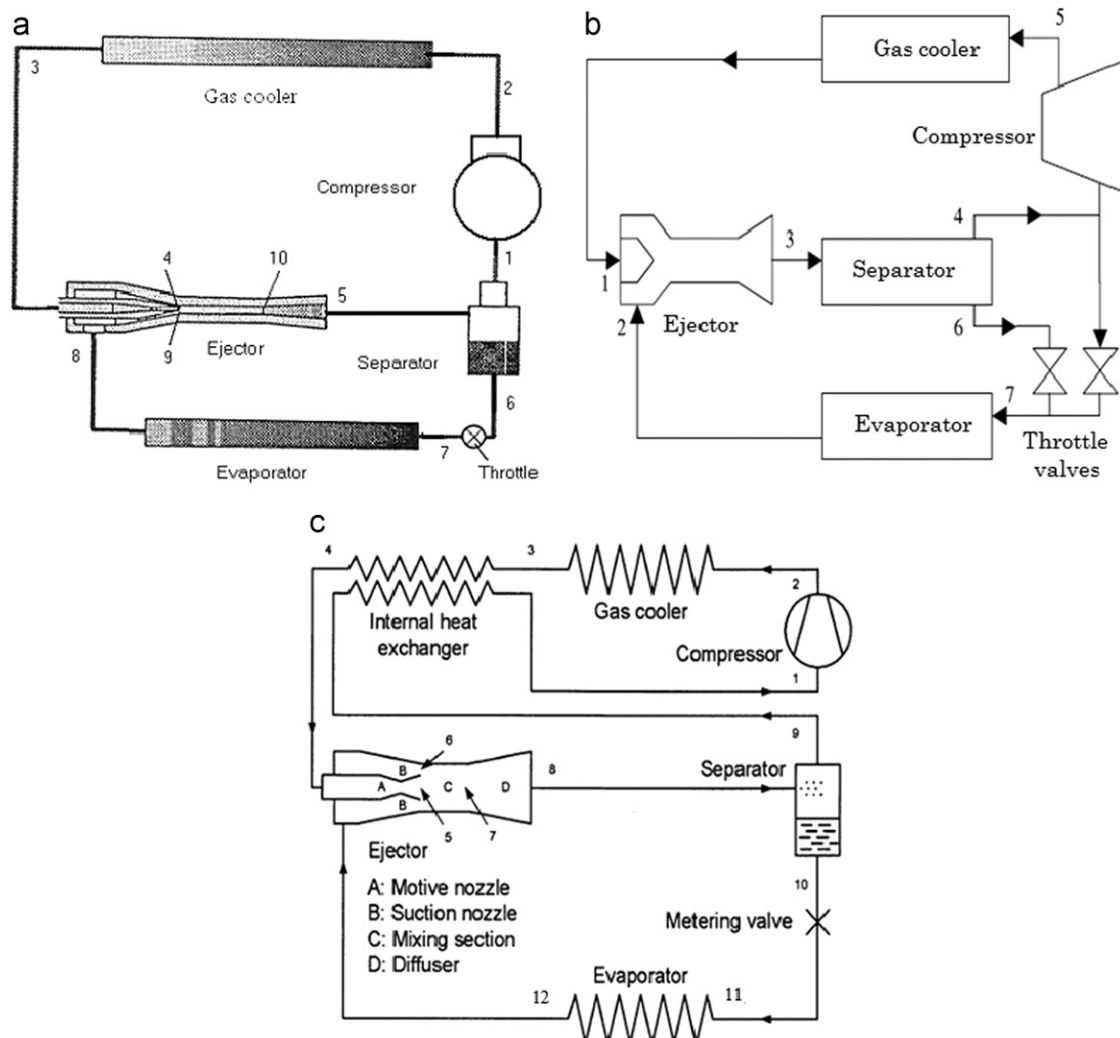 a
3
Gas cooler
2
Compressor
1
4
10
5
8
9
Ejector
Separator
6
7
Evaporator
Throttle
b
5
Gas cooler
Compressor
4
3
1
Separator
2
Ejector
6
7
Evaporator
Throttle
valves
c
4
3
2
Gas cooler
Internal heat
exchanger
Compressor
1
9
6
B
8
Separator
A
C
D
B
5
7
Ejector
10
A: Motive nozzle
B: Suction nozzle
Metering valve
C: Mixing section
D: Diffuser
Evaporator
12
11